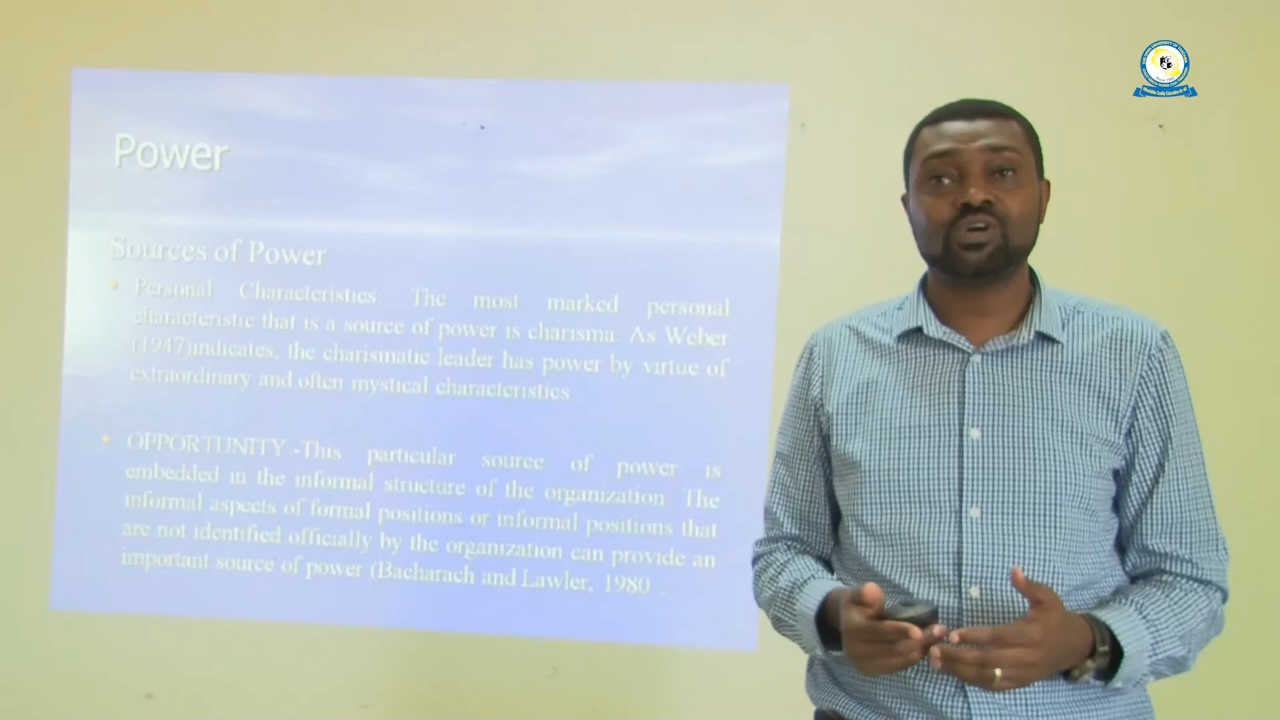 Power
Sources of Power
Personal Characteristics The most marked personal
characteristic that is a source of power is charisma. As Weber
(1947)indicates, the charismatic leader has power by virtue of
extraordinary and often mystical characteristics
OPPORTUNITY -This particular source of power is
embedded in the informal structure of the organization. The
informal aspects of formal positions or informal positions that
are not identified officially by the organization can provide an
important source of power (Bacharach and Lawler, 1980